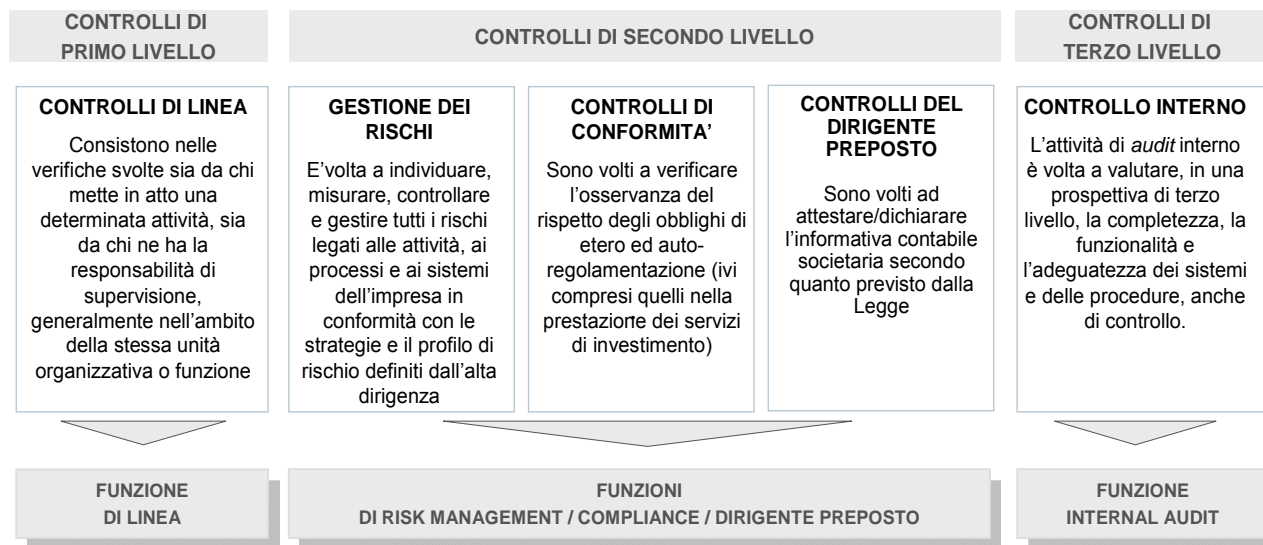 CONTROLLI DI
PRIMO LIVELLO
CONTROLLI DI SECONDO LIVELLO
CONTROLLI DI
TERZO LIVELLO
CONTROLLI DI LINEA
Consistono nelle
verifiche svolte sia da chi
mette in atto una
determinata attività, sia
da chi ne ha la
responsabilità di
supervisione,
generalmente nell'ambito
della stessa unità
organizzativa o funzione
GESTIONE DEI
RISCHI
E'volta a individuare,
misurare, controllare
e gestire tutti i rischi
legati alle attività, ai
processi e ai sistemi
dell'impresa in
conformità con le
strategie e il profilo di
rischio definiti dall'alta
dirigenza
CONTROLLI DI
CONFORMITA'
Sono volti a verificare
l'osservanza del
rispetto degli obblighi di
etero ed auto-
regolamentazione (ivi
compresi quelli nella
prestazione dei servizi
di investimento)
CONTROLLI DEL
DIRIGENTE
PREPOSTO
Sono volti ad
attestare/dichiarare
l'informativa contabile
societaria secondo
quanto previsto dalla
Legge
CONTROLLO INTERNO
L'attività di audit interno
è volta a valutare, in una
prospettiva di terzo
livello, la completezza, la
funzionalità e
l'adeguatezza dei sistemi
e delle procedure, anche
di controllo.
FUNZIONE
DI LINEA
FUNZIONI
DI RISK MANAGEMENT / COMPLIANCE / DIRIGENTE PREPOSTO
FUNZIONE
INTERNAL AUDIT